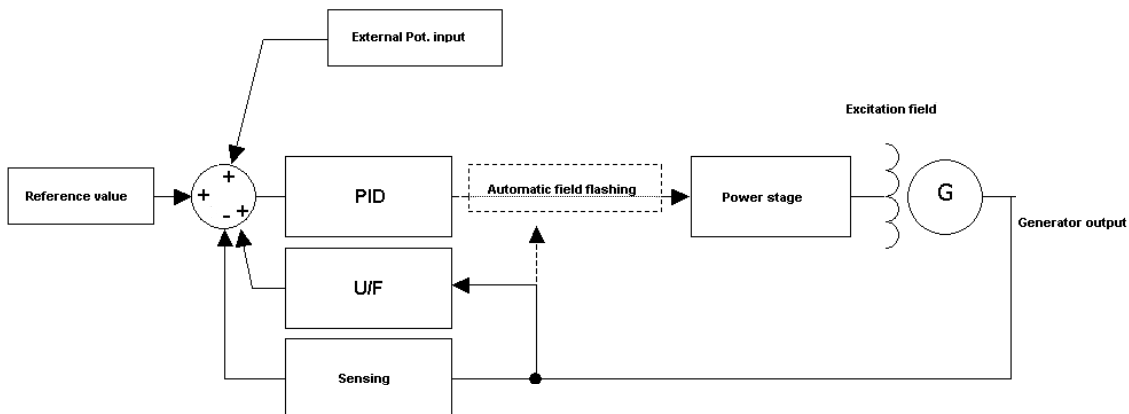 External Pot. input
Excitation field
Reference value
+
+
-
+
PID
Automatic field flashing
Power stage
G
Generator output
U/F
Sensing